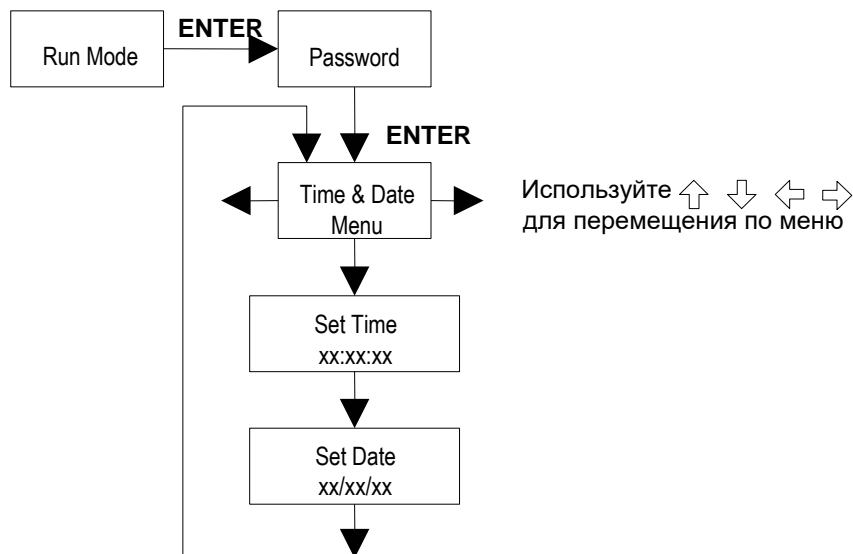 ENTER
Run Mode
Password
ENTER
Time & Date
Menu
Используйте
для перемещения по меню
Set Time
xx:xx:xx
Set Date
xx/xx/xx